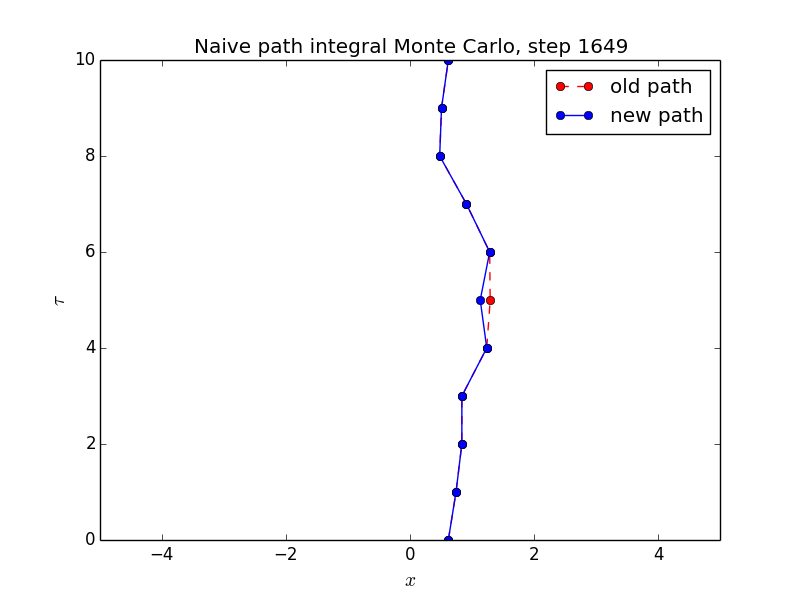 Naive path integral Monte Carlo, step 1649
10
8
6
4
2
0
τ
old path
new path
−4 −2 0 2 4
x